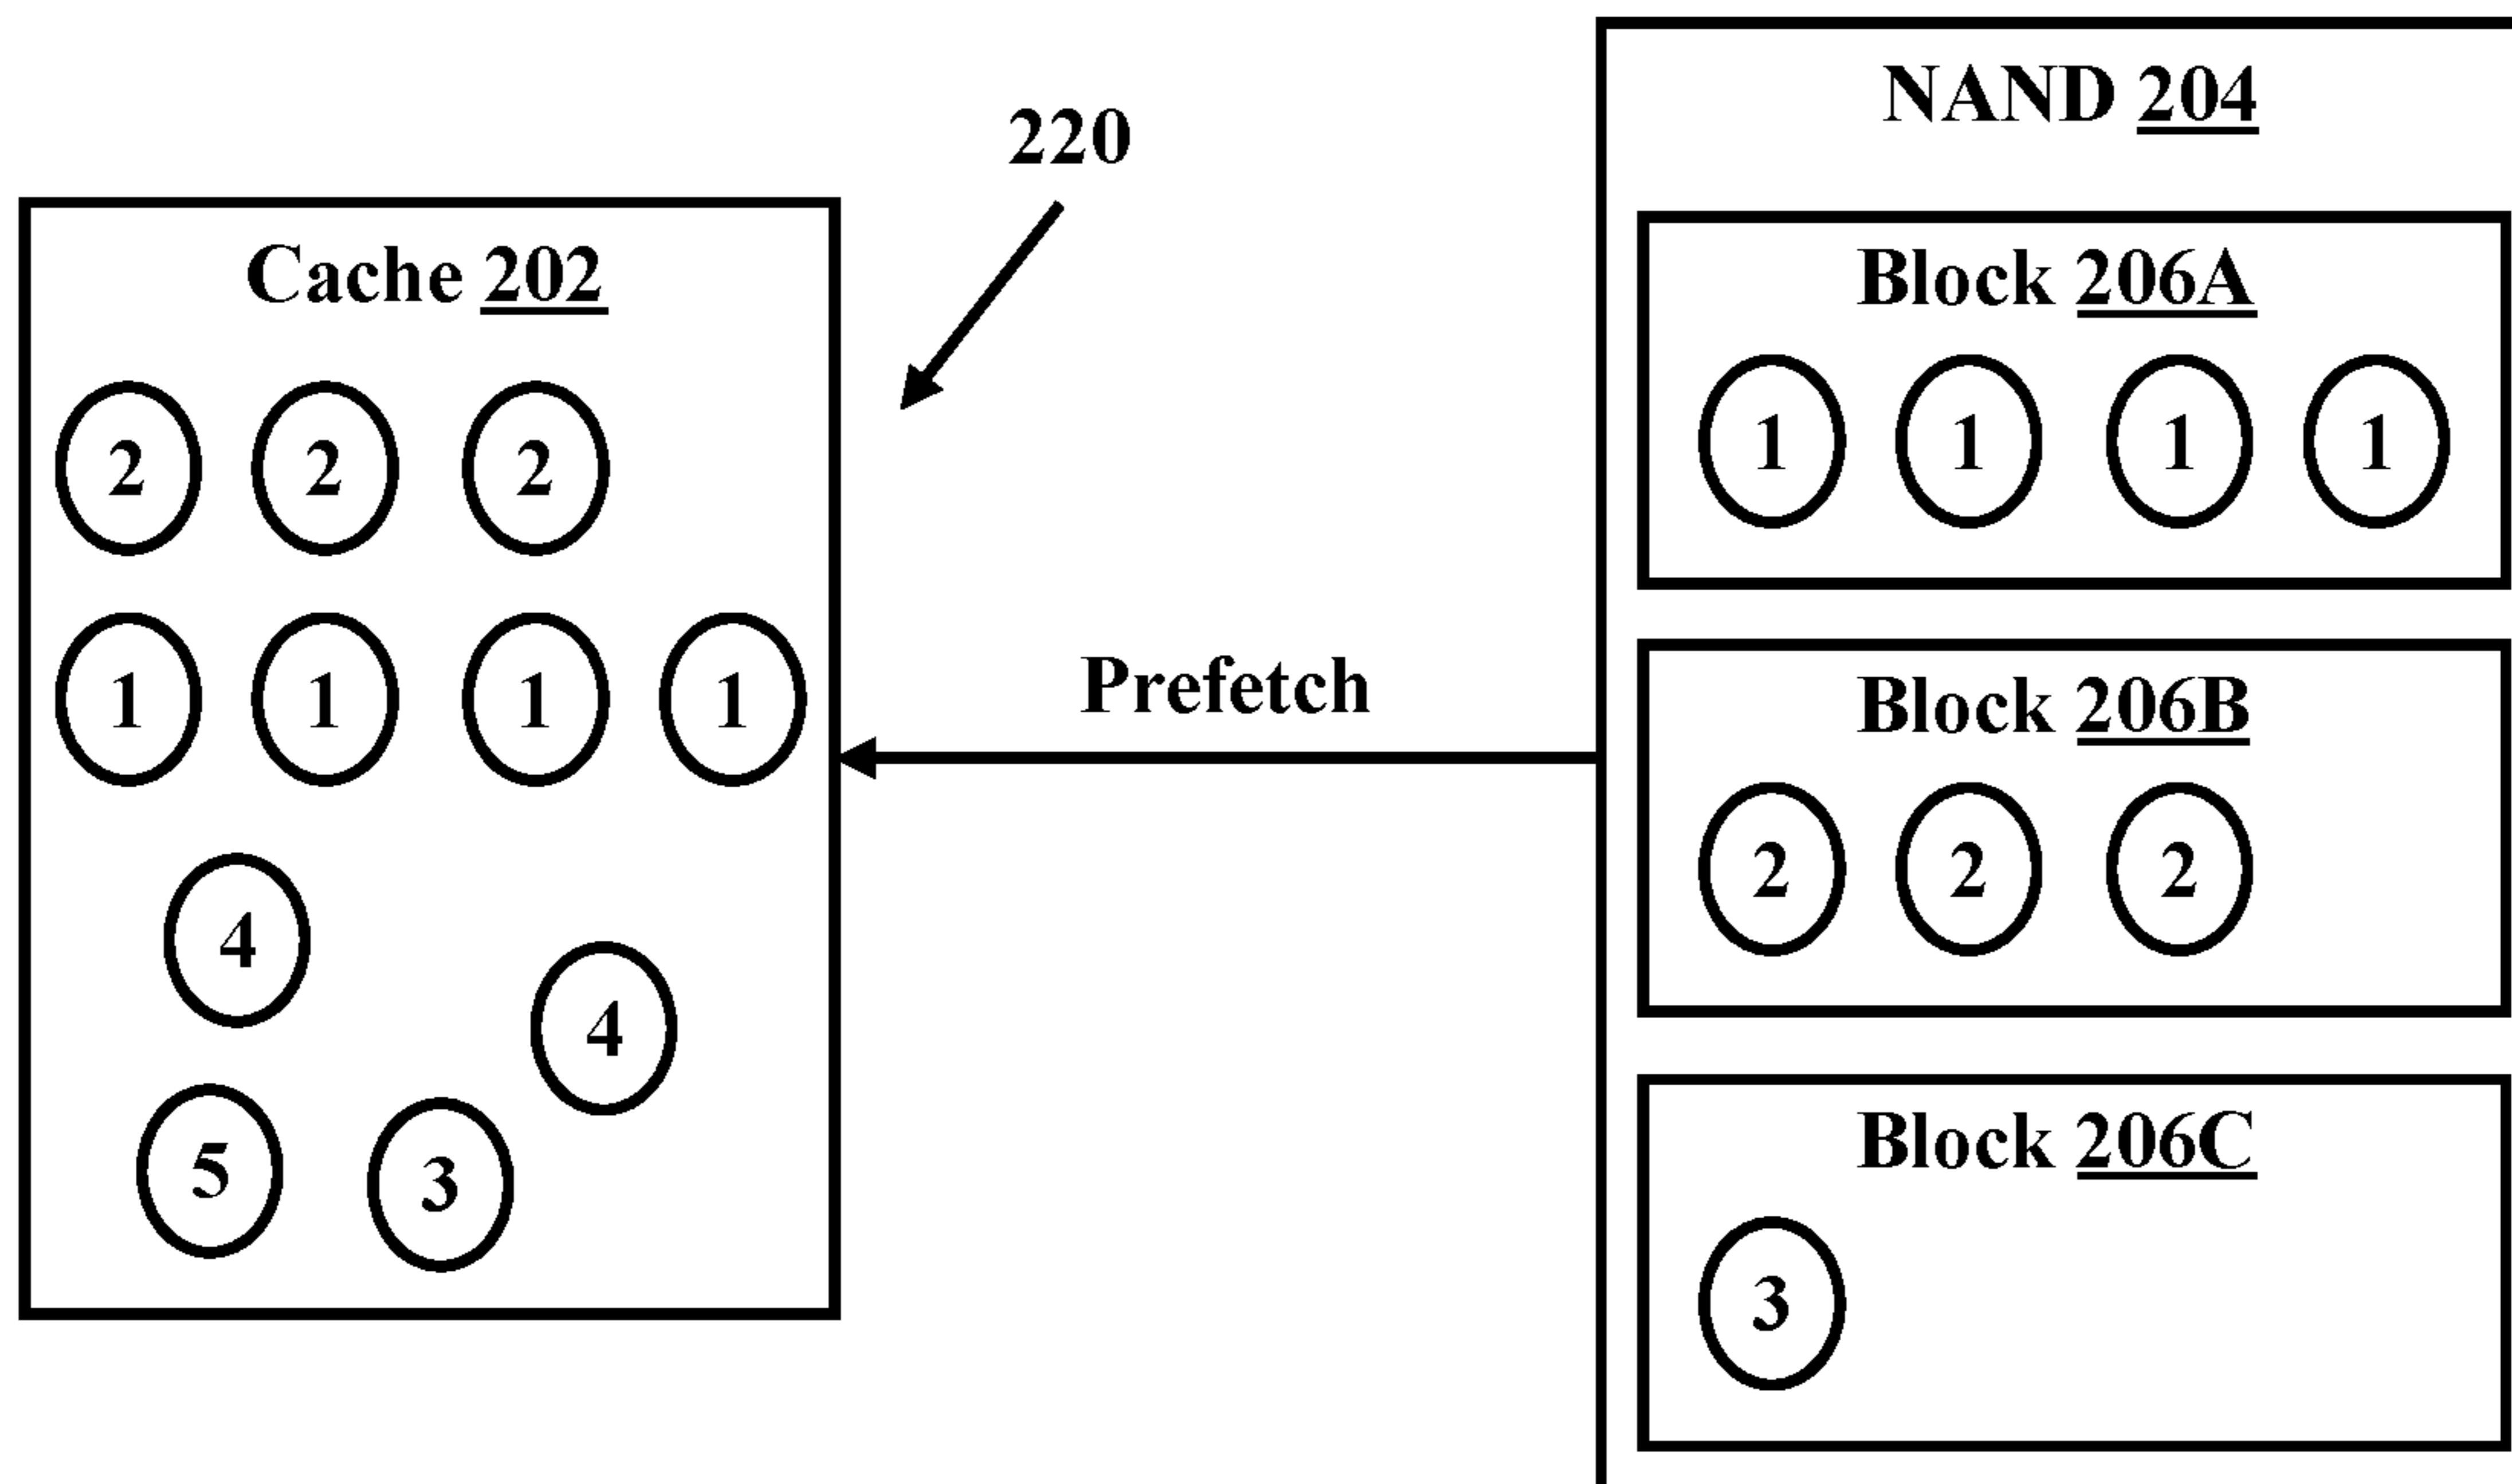 220
Cache 202
2 2 2
1 1 1 1
4
4
5 3
Prefetch
NAND 204
Block 206A
1 1 1 1
Block 206B
2 2 2
Block 206C
3